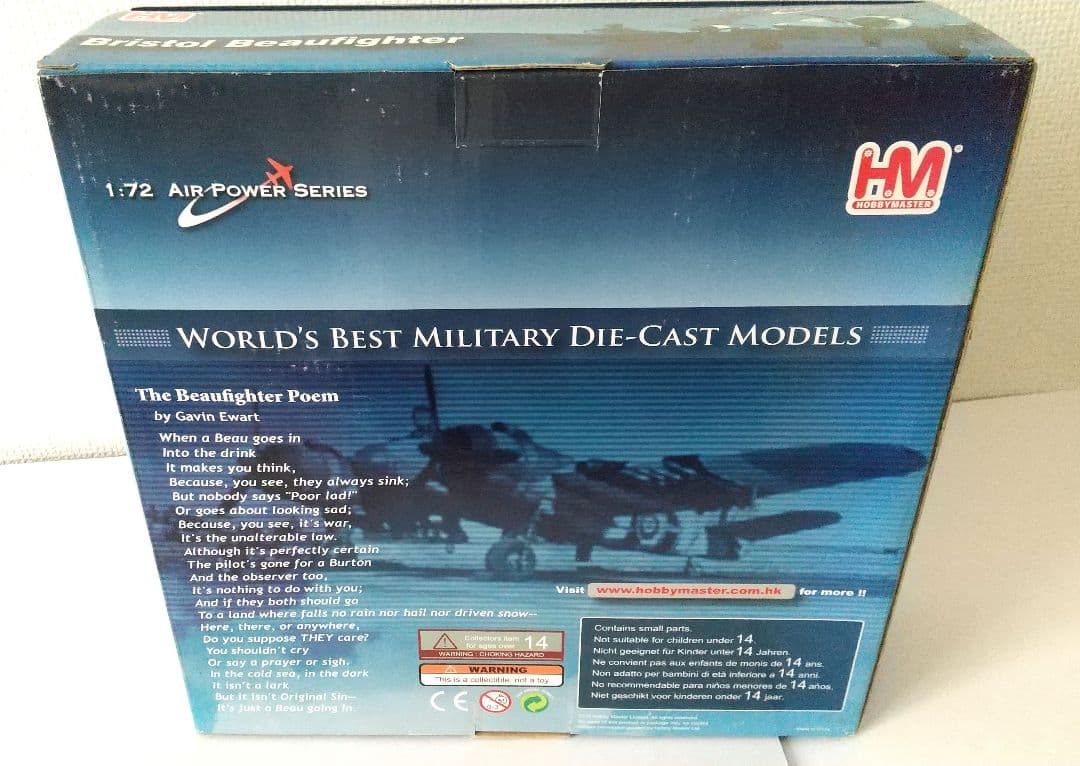 HM
Bristol Beaufighter
1:72 AIR POWER SERIES
HM
HOBBYMASTER
WORLD'S BEST MILITARY DIE-CAST MODELS
The Beaufighter Poem
by Gavin Ewart
When a Beau goes in
Into the drink
It makes you think,
Because, you see, they always sink;
But nobody says "Poor lad!"
Or goes about looking sad;
Because, you see, it's war,
It's the unalterable law.
Although it's perfectly certain
The pilot's gone for a Burton
And the observer too,
It's nothing to do with you;
And if they both should go
To a land where falls no rain nor hail nor driven snow--
Here, there, or anywhere,
Do you suppose THEY care?
You shouldn't cry
Or say a prayer or sigh.
In the cold sea, in the dark
It isn't a lark
But it isn't Original Sin--
It's just a Beau going in.
Visit www.hobbymaster.com.hk for more !!
Collectors item
for ages over 14
WARNING : CHOKING HAZARD
WARNING
This is a collectible, not a toy
CE
0-3
Contains small parts.
Not suitable for children under 14.
Nicht geeignet für Kinder unter 14 Jahren.
Ne convient pas aux enfants de monis de 14 ans.
Non adatto per bambini di età inferiore a 14 anni.
No recommendable para niños menores de 14 años.
Niet geschikt voor kinderen onder 14 jaar.